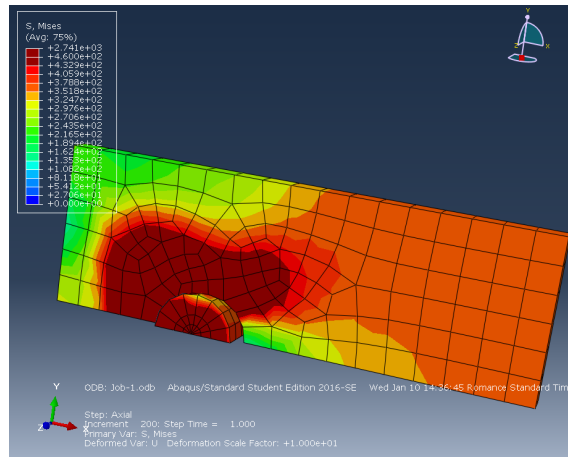 S, Mises
(Avg: 75%)
+2.741e+03
+4.600e+02
+4.329e+02
+4.059e+02
+3.788e+02
+3.518e+02
+3.247e+02
+2.976e+02
+2.706e+02
+2.435e+02
+2.165e+02
+1.894e+02
+1.624e+02
+1.353e+02
+1.082e+02
+8.118e+01
+5.412e+01
+2.706e+01
+0.000e+00
Y
X
Z
ODB: Job-1.odb Abaqus/Standard Student Edition 2016-SE Wed Jan 10 14:36:45 Romance Standard Tim
Y
Z
X
Step: Axial
Increment 200: Step Time = 1.000
Primary Var: S, Mises
Deformed Var: U Deformation Scale Factor: +1.000e+01